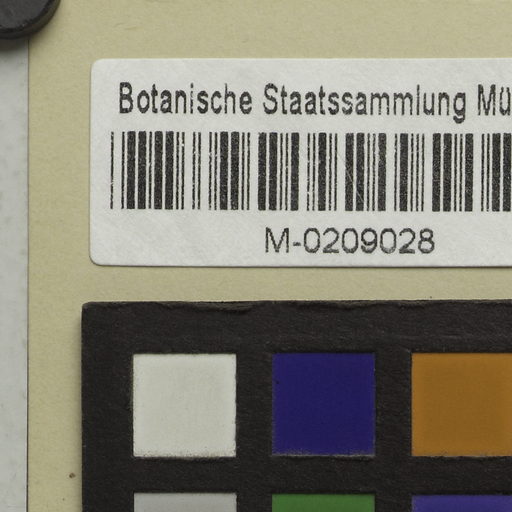 Botanische Staatssammlung Mü
M-0209028